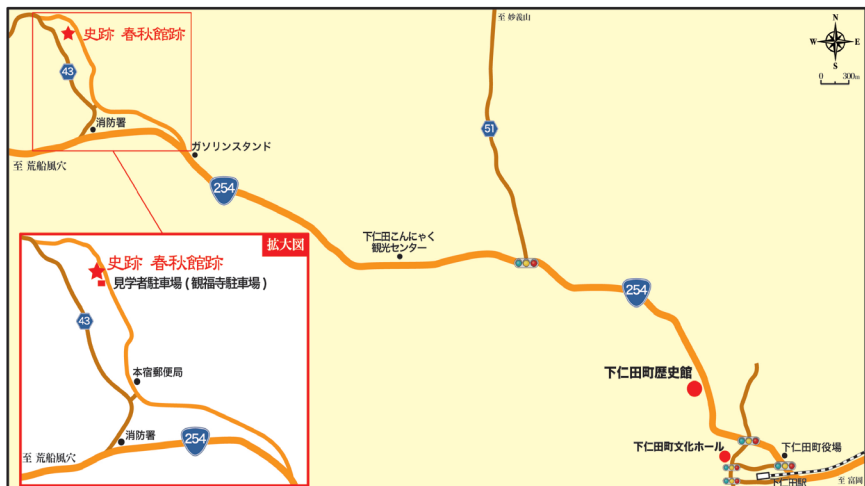 至 妙義山
N
W E
S
0 300m
史跡 春秋館跡
43
消防署
51
ガソリンスタンド
至 荒船風穴
254
下仁田こんにゃく
観光センター
拡大図
史跡 春秋館跡
見学者駐車場 ( 観福寺駐車場 )
43
本宿郵便局
消防署
254
至 荒船風穴
254
下仁田町歴史館
下仁田町文化ホール
下仁田町役場
下仁田駅
至 富岡